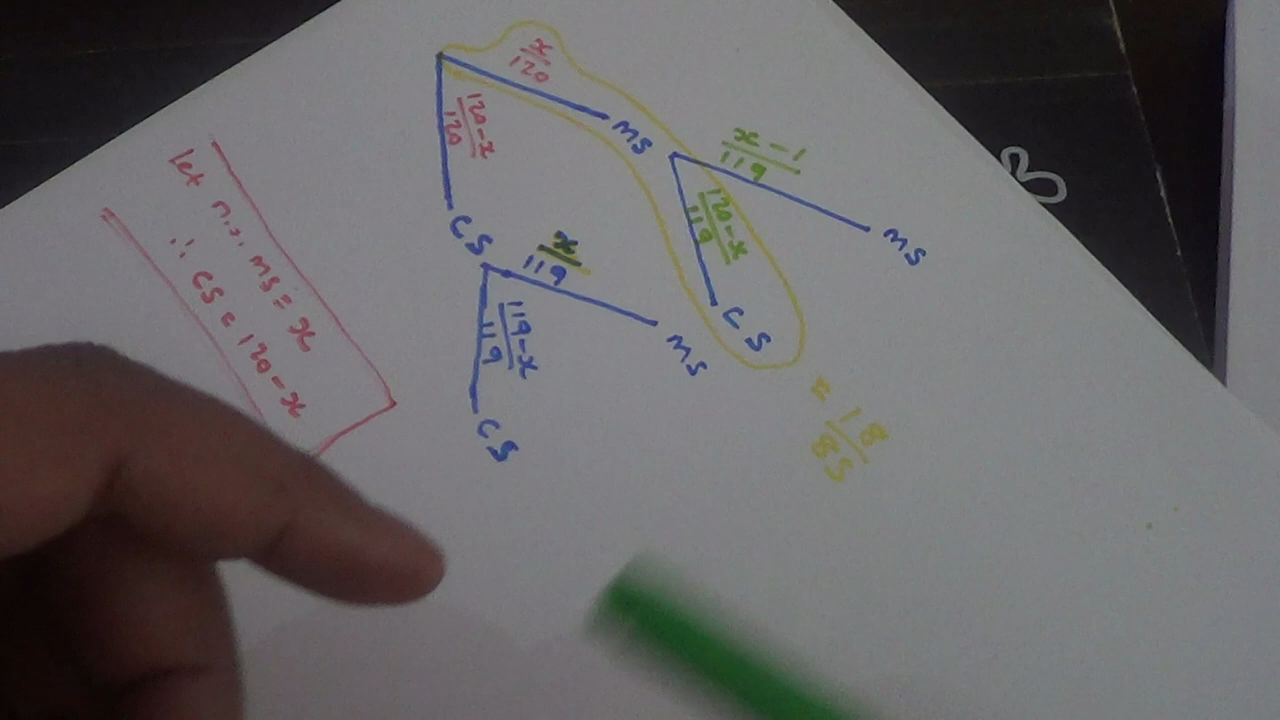 let n.o. MS = x
∴ CS = 120 - x
x/120
MS
120-x/120
CS
x-1/119
MS
120-x/119
CS
x/119
MS
119-x/119
CS
= 18/85